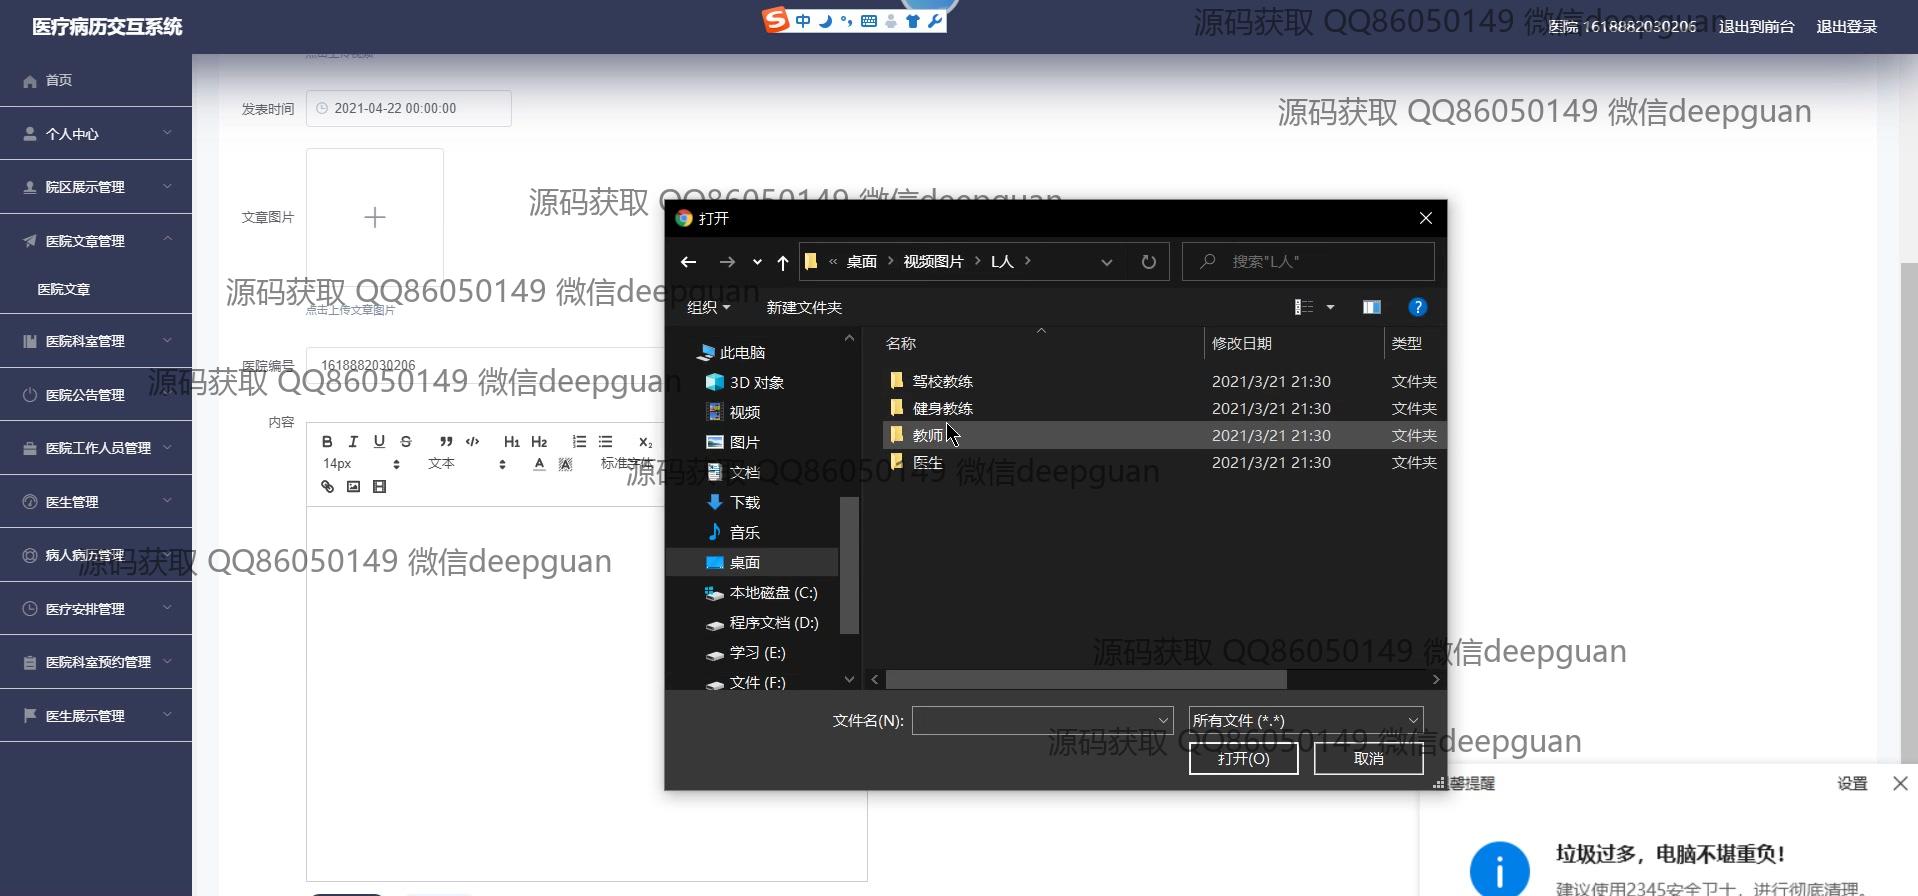 医疗病历交互系统
中
医院 1618882030206
退出到前台
退出登录
源码获取 QQ86050149 微信deepguan
首页
个人中心
院区展示管理
医院文章管理
医院文章
医院科室管理
医院公告管理
医院工作人员管理
医生管理
病人病历管理
医疗安排管理
医院科室预约管理
医生展示管理
点击上传视频
发表时间
2021-04-22 00:00:00
源码获取 QQ86050149 微信deepguan
文章图片
源码获取 QQ86050149 微信deepguan
源码获取 QQ86050149 微信deepguan
点击上传文章图片
医院编号
1618882030206
源码获取 QQ86050149 微信deepguan
内容
B I U S H1 H2 x₂
14px 文本 A A 标准字体
源码获取 QQ86050149 微信deepguan
源码获取 QQ86050149 微信deepguan
打开
« 桌面 › 视频图片 › L人 ›
搜索"L人"
组织
新建文件夹
此电脑
3D 对象
视频
图片
文档
下载
音乐
桌面
本地磁盘 (C:)
程序文档 (D:)
学习 (E:)
文件 (F:)
名称 修改日期 类型
驾校教练 2021/3/21 21:30 文件夹
健身教练 2021/3/21 21:30 文件夹
教师 2021/3/21 21:30 文件夹
医生 2021/3/21 21:30 文件夹
源码获取 QQ86050149 微信deepguan
文件名(N):
所有文件 (*.*)
源码获取 QQ86050149 微信deepguan
打开(O)
取消
馨提醒
设置
垃圾过多，电脑不堪重负！
建议使用2345安全卫士，进行彻底清理。